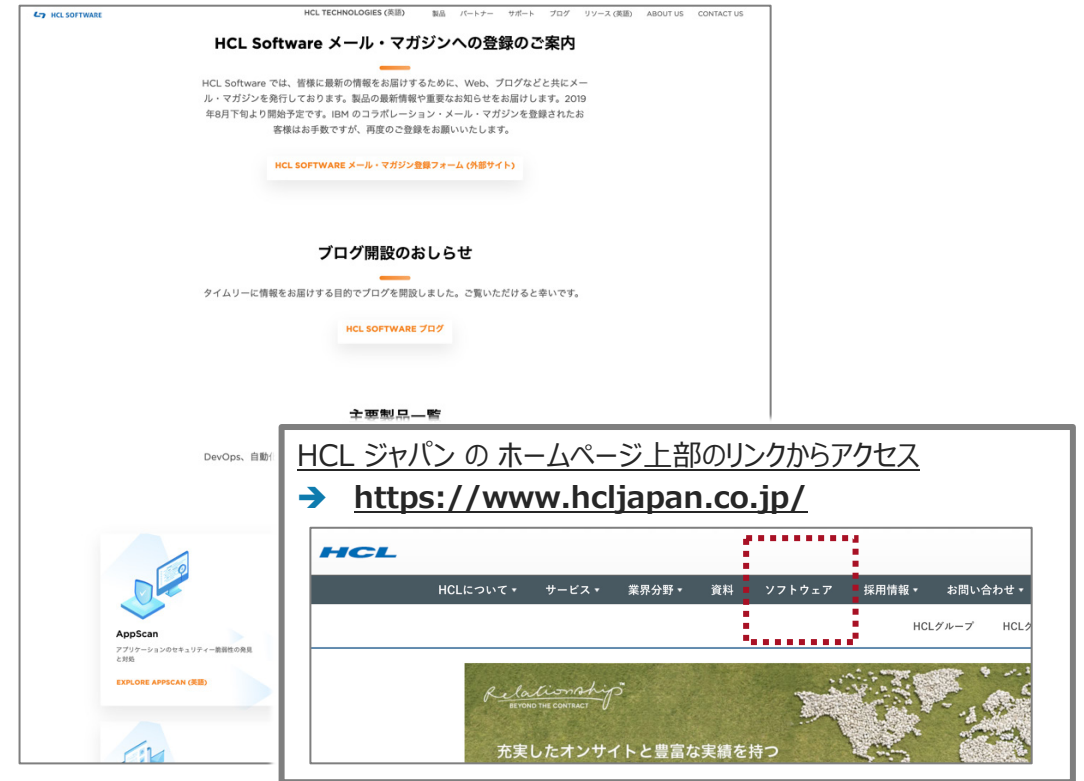 HCL SOFTWARE
HCL TECHNOLOGIES (英語) 製品 パートナー サポート ブログ リソース (英語) ABOUT US CONTACT US
HCL Software メール・マガジンへの登録のご案内
HCL Software では、皆様に最新の情報をお届けするために、Web、ブログなどと共にメー
ル・マガジンを発行しております。製品の最新情報や重要なお知らせをお届けします。2019
年8月下旬より開始予定です。IBM のコラボレーション・メール・マガジンを登録されたお
客様はお手数ですが、再度のご登録をお願いいたします。
HCL SOFTWARE メール・マガジン登録フォーム (外部サイト)
ブログ開設のおしらせ
タイムリーに情報をお届けする目的でブログを開設しました。ご覧いただけると幸いです。
HCL SOFTWARE ブログ
主要製品一覧
DevOps、自動
AppScan
アプリケーションのセキュリティー脆弱性の発見
と対処
EXPLORE APPSCAN (英語)
HCL ジャパン の ホームページ上部のリンクからアクセス
➔ https://www.hcljapan.co.jp/
HCL
HCLについて サービス 業界分野 資料 ソフトウェア 採用情報 お問い合わせ
HCLグループ HCL
Relationship
BEYOND THE CONTRACT
充実したオンサイトと豊富な実績を持つ